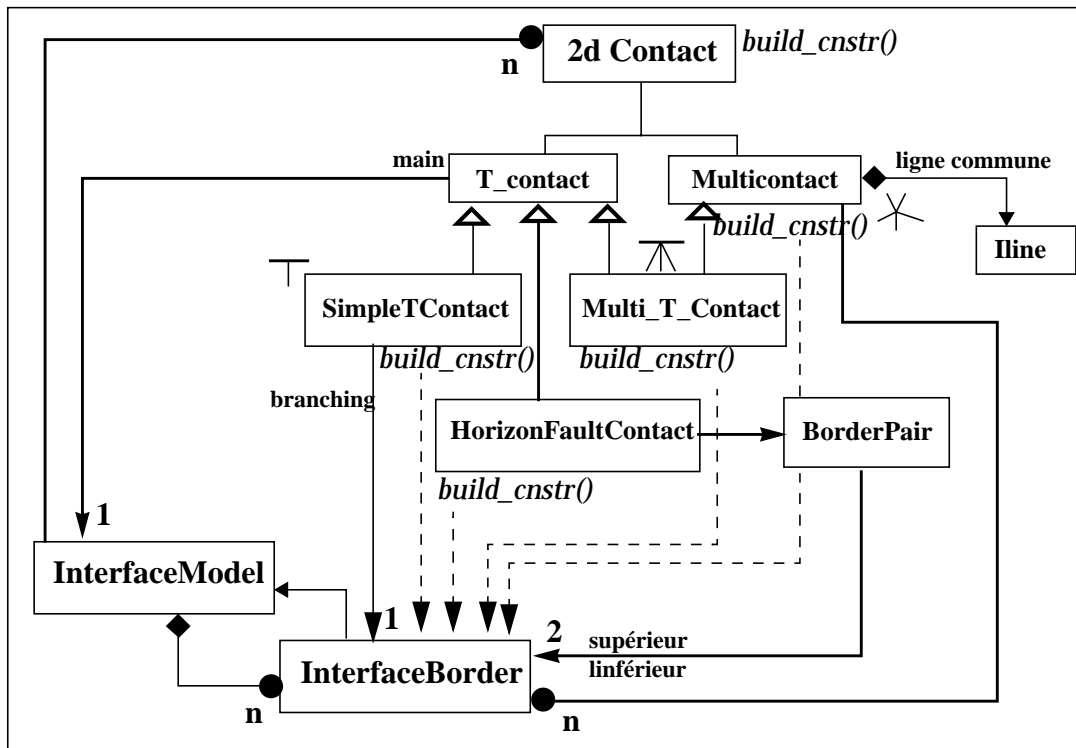 2d Contact
build_cnstr()
n
main
T_contact
Multicontact
ligne commune
build_cnstr()
Iline
SimpleTContact
Multi_T_Contact
build_cnstr()
build_cnstr()
branching
HorizonFaultContact
BorderPair
build_cnstr()
1
InterfaceModel
1
2
supérieur
linférieur
InterfaceBorder
n
n